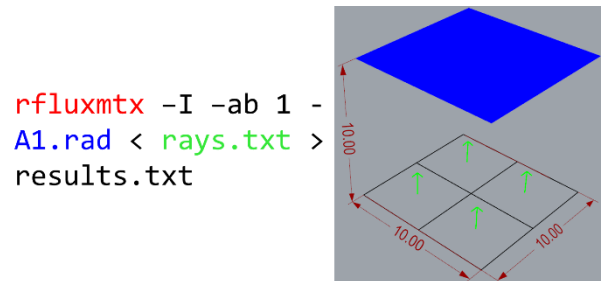 rfluxmtx –I –ab 1 -
A1.rad < rays.txt >
results.txt
10.00
10.00
10.00